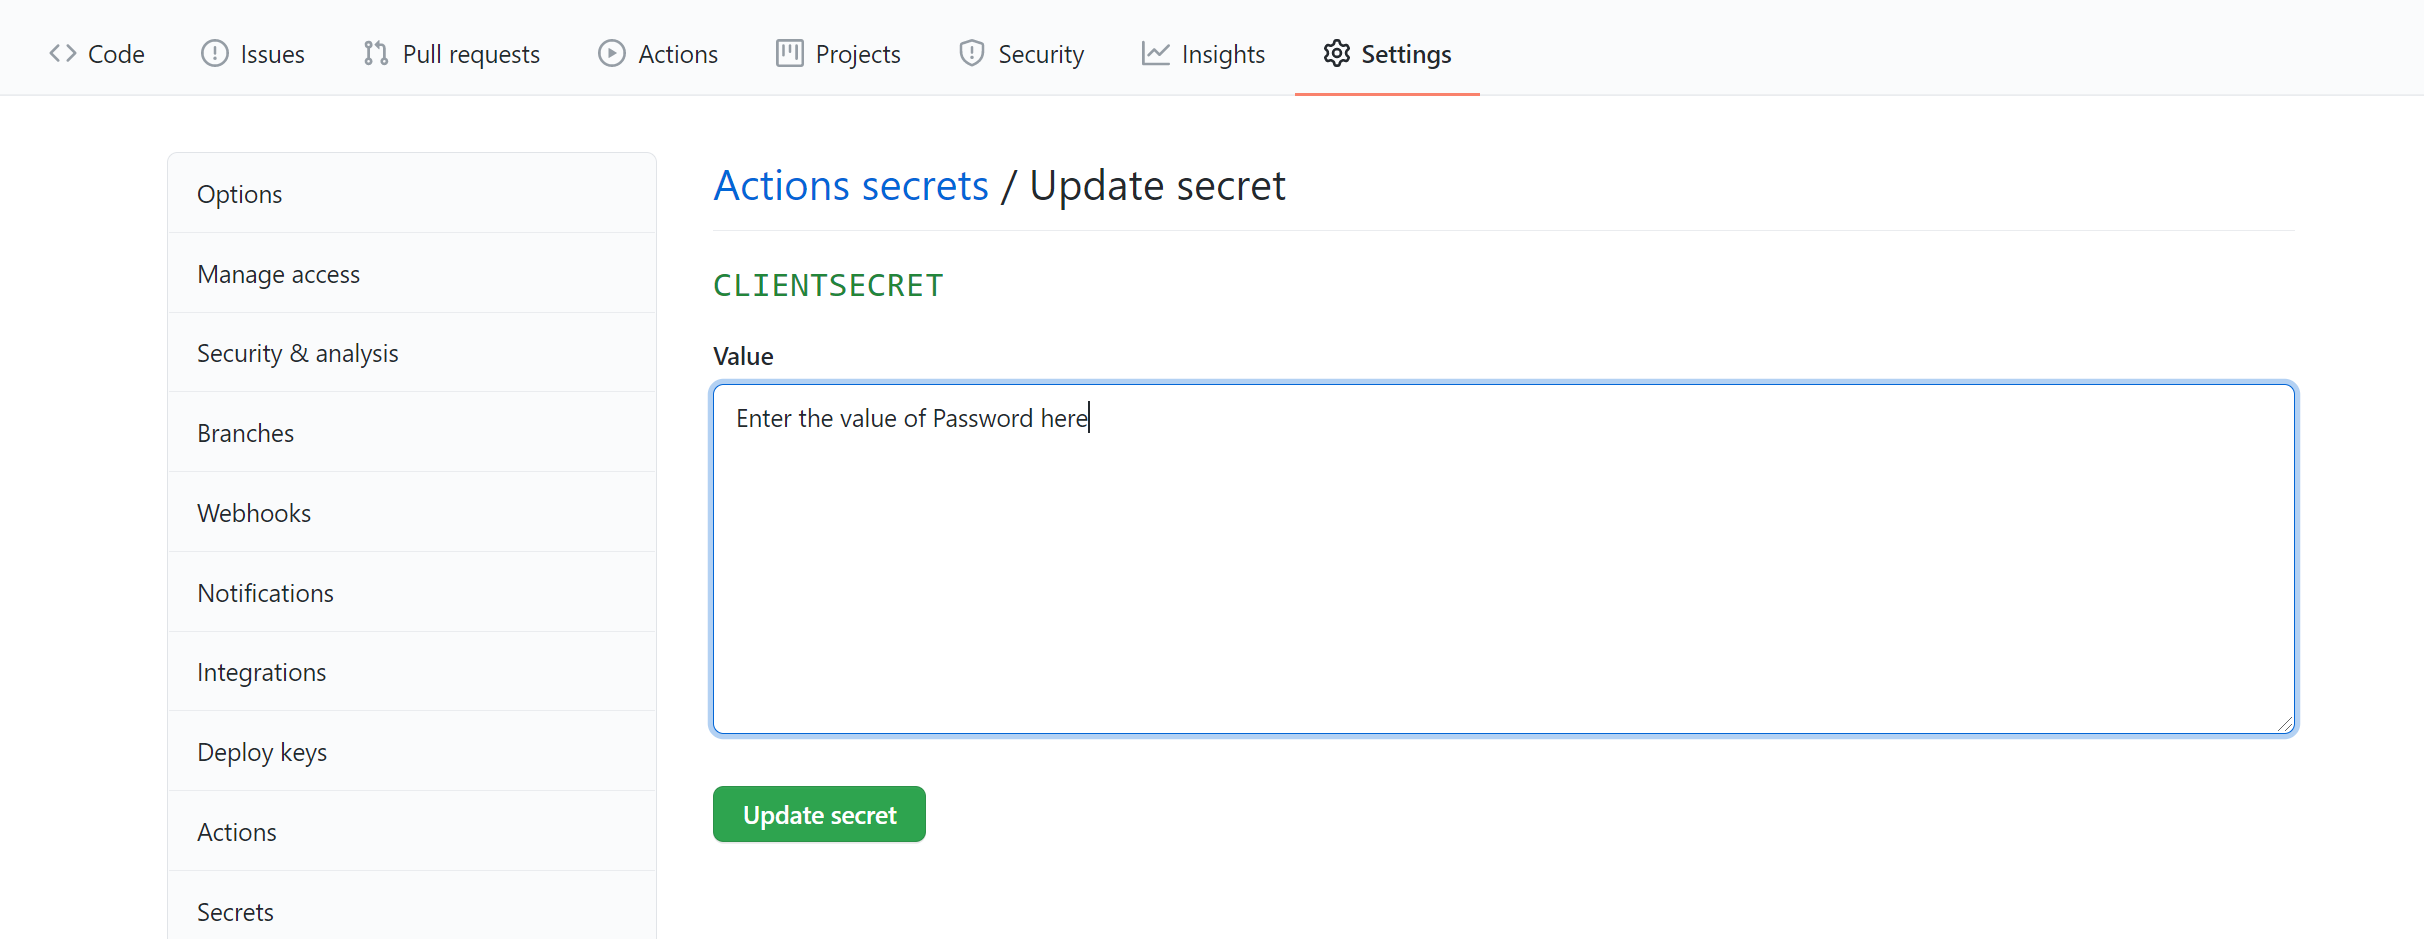 Code Issues Pull requests Actions Projects Security Insights Settings
Options
Manage access
Security & analysis
Branches
Webhooks
Notifications
Integrations
Deploy keys
Actions
Secrets
Actions secrets / Update secret
CLIENTSECRET
Value
Enter the value of Password here
Update secret